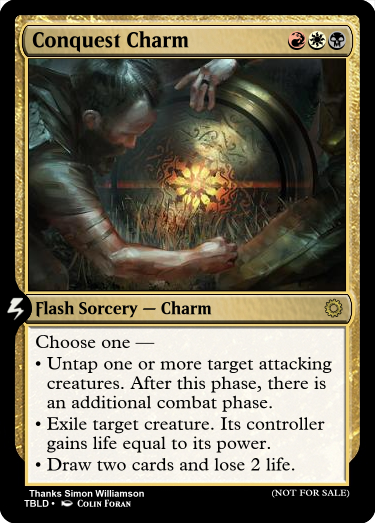 Conquest Charm
Flash Sorcery — Charm
Choose one —
• Untap one or more target attacking
creatures. After this phase, there is
an additional combat phase.
• Exile target creature. Its controller
gains life equal to its power.
• Draw two cards and lose 2 life.
Thanks Simon Williamson
(NOT FOR SALE)
TBLD • Colin Foran